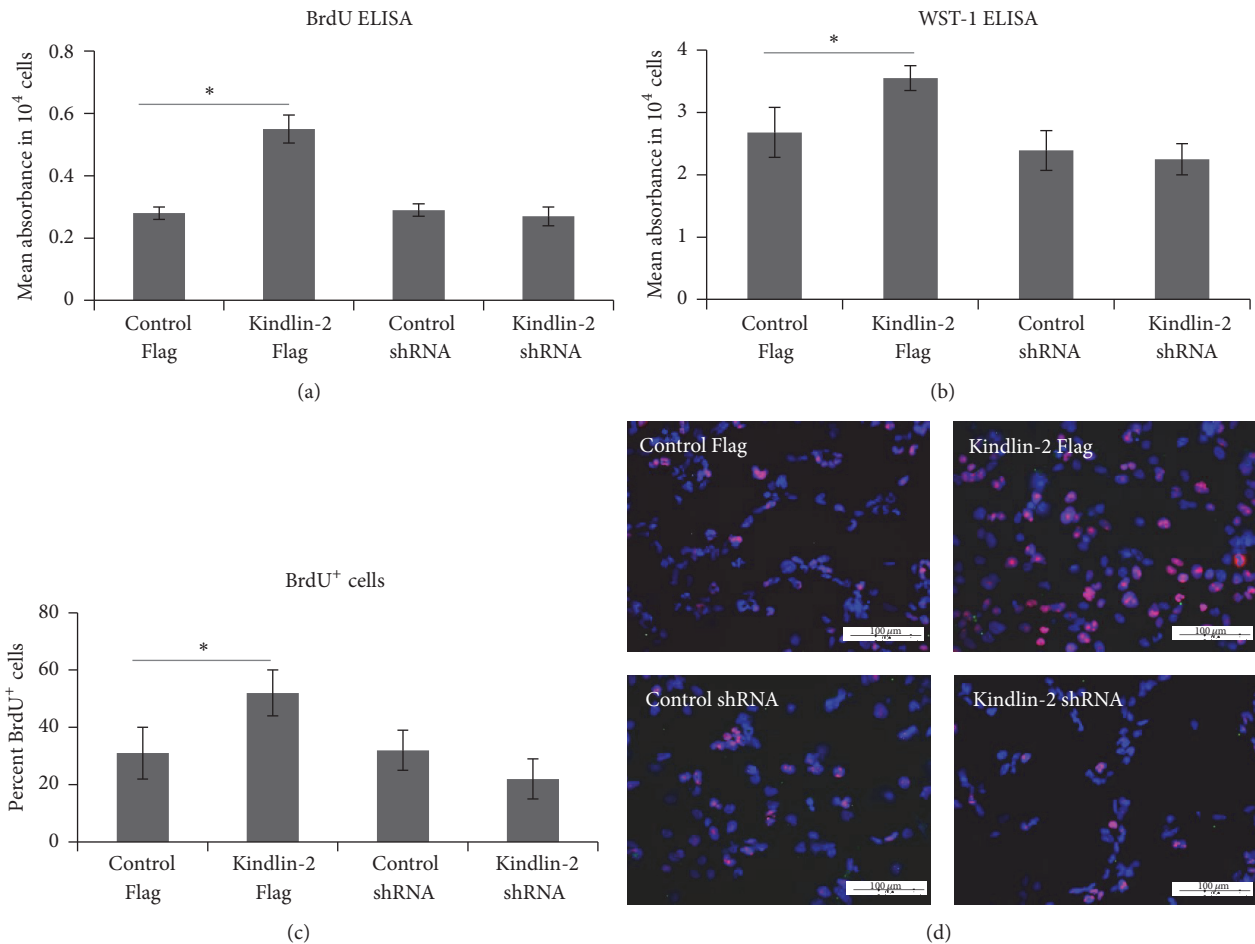 BrdU ELISA
Mean absorbance in 10⁴ cells
0.8
0.6
0.4
0.2
0
*
Control Flag
Kindlin-2 Flag
Control shRNA
Kindlin-2 shRNA
(a)
WST-1 ELISA
Mean absorbance in 10⁴ cells
4
3
2
1
0
*
Control Flag
Kindlin-2 Flag
Control shRNA
Kindlin-2 shRNA
(b)
BrdU⁺ cells
Percent BrdU⁺ cells
80
60
40
20
0
*
Control Flag
Kindlin-2 Flag
Control shRNA
Kindlin-2 shRNA
(c)
Control Flag
100 μm
Kindlin-2 Flag
100 μm
Control shRNA
100 μm
Kindlin-2 shRNA
100 μm
(d)